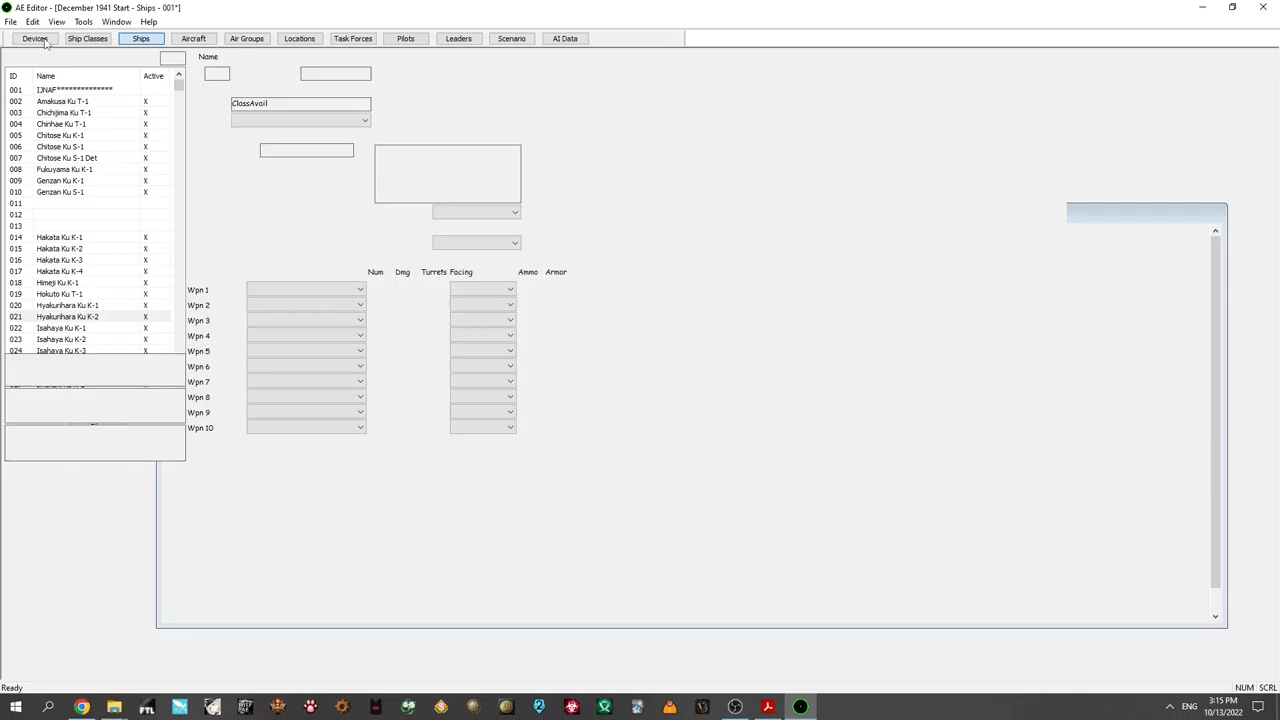 AE Editor - [December 1941 Start - Ships - 001*]
File Edit View Tools Window Help
Devices Ship Classes Ships Aircraft Air Groups Locations Task Forces Pilots Leaders Scenario AI Data
Name
ID Name Active
001 IJNAF**************
002 Amakusa Ku T-1 X
ClassAvail
003 Chichijima Ku T-1 X
004 Chinhae Ku T-1 X
005 Chitose Ku K-1 X
006 Chitose Ku S-1 X
007 Chitose Ku S-1 Det X
008 Fukuyama Ku K-1 X
009 Genzan Ku K-1 X
010 Genzan Ku S-1 X
011
012
013
014 Hakata Ku K-1 X
015 Hakata Ku K-2 X
016 Hakata Ku K-3 X
017 Hakata Ku K-4 X
018 Himeji Ku K-1 X
019 Hokuto Ku T-1 X
020 Hyakurihara Ku K-1 X
021 Hyakurihara Ku K-2 X
022 Isahaya Ku K-1 X
023 Isahaya Ku K-2 X
024 Isahaya Ku K-3 X
Num Dmg Turrets Facing Ammo Armor
Wpn 1
Wpn 2
Wpn 3
Wpn 4
Wpn 5
Wpn 6
Wpn 7
Wpn 8
Wpn 9
Wpn 10
Ready
NUM SCRL
FTL
ENG
3:15 PM
10/13/2022